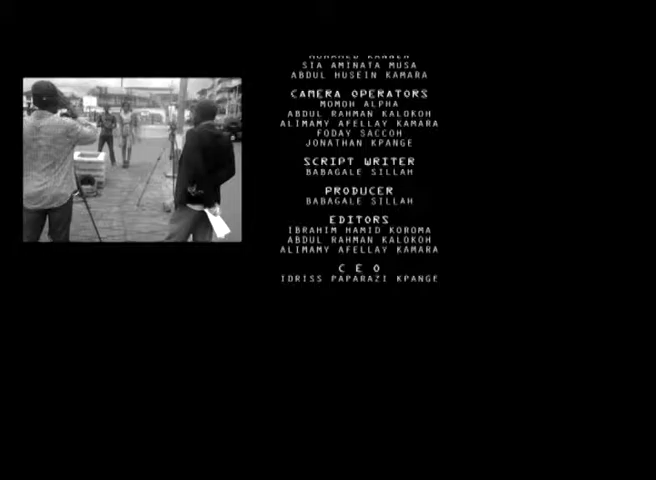 SIA AMINATA MUSA
ABDUL HUSEIN KAMARA
CAMERA OPERATORS
MOMOH ALPHA
ABDUL RAHMAN KALOKOH
ALIMAMY AFELLAY KAMARA
FODAY SACCOH
JONATHAN KPANGE
SCRIPT WRITER
BABAGALE SILLAH
PRODUCER
BABAGALE SILLAH
EDITORS
IBRAHIM HAMID KOROMA
ABDUL RAHMAN KALOKOH
ALIMAMY AFELLAY KAMARA
C E O
IDRISS PAPARAZI KPANGE